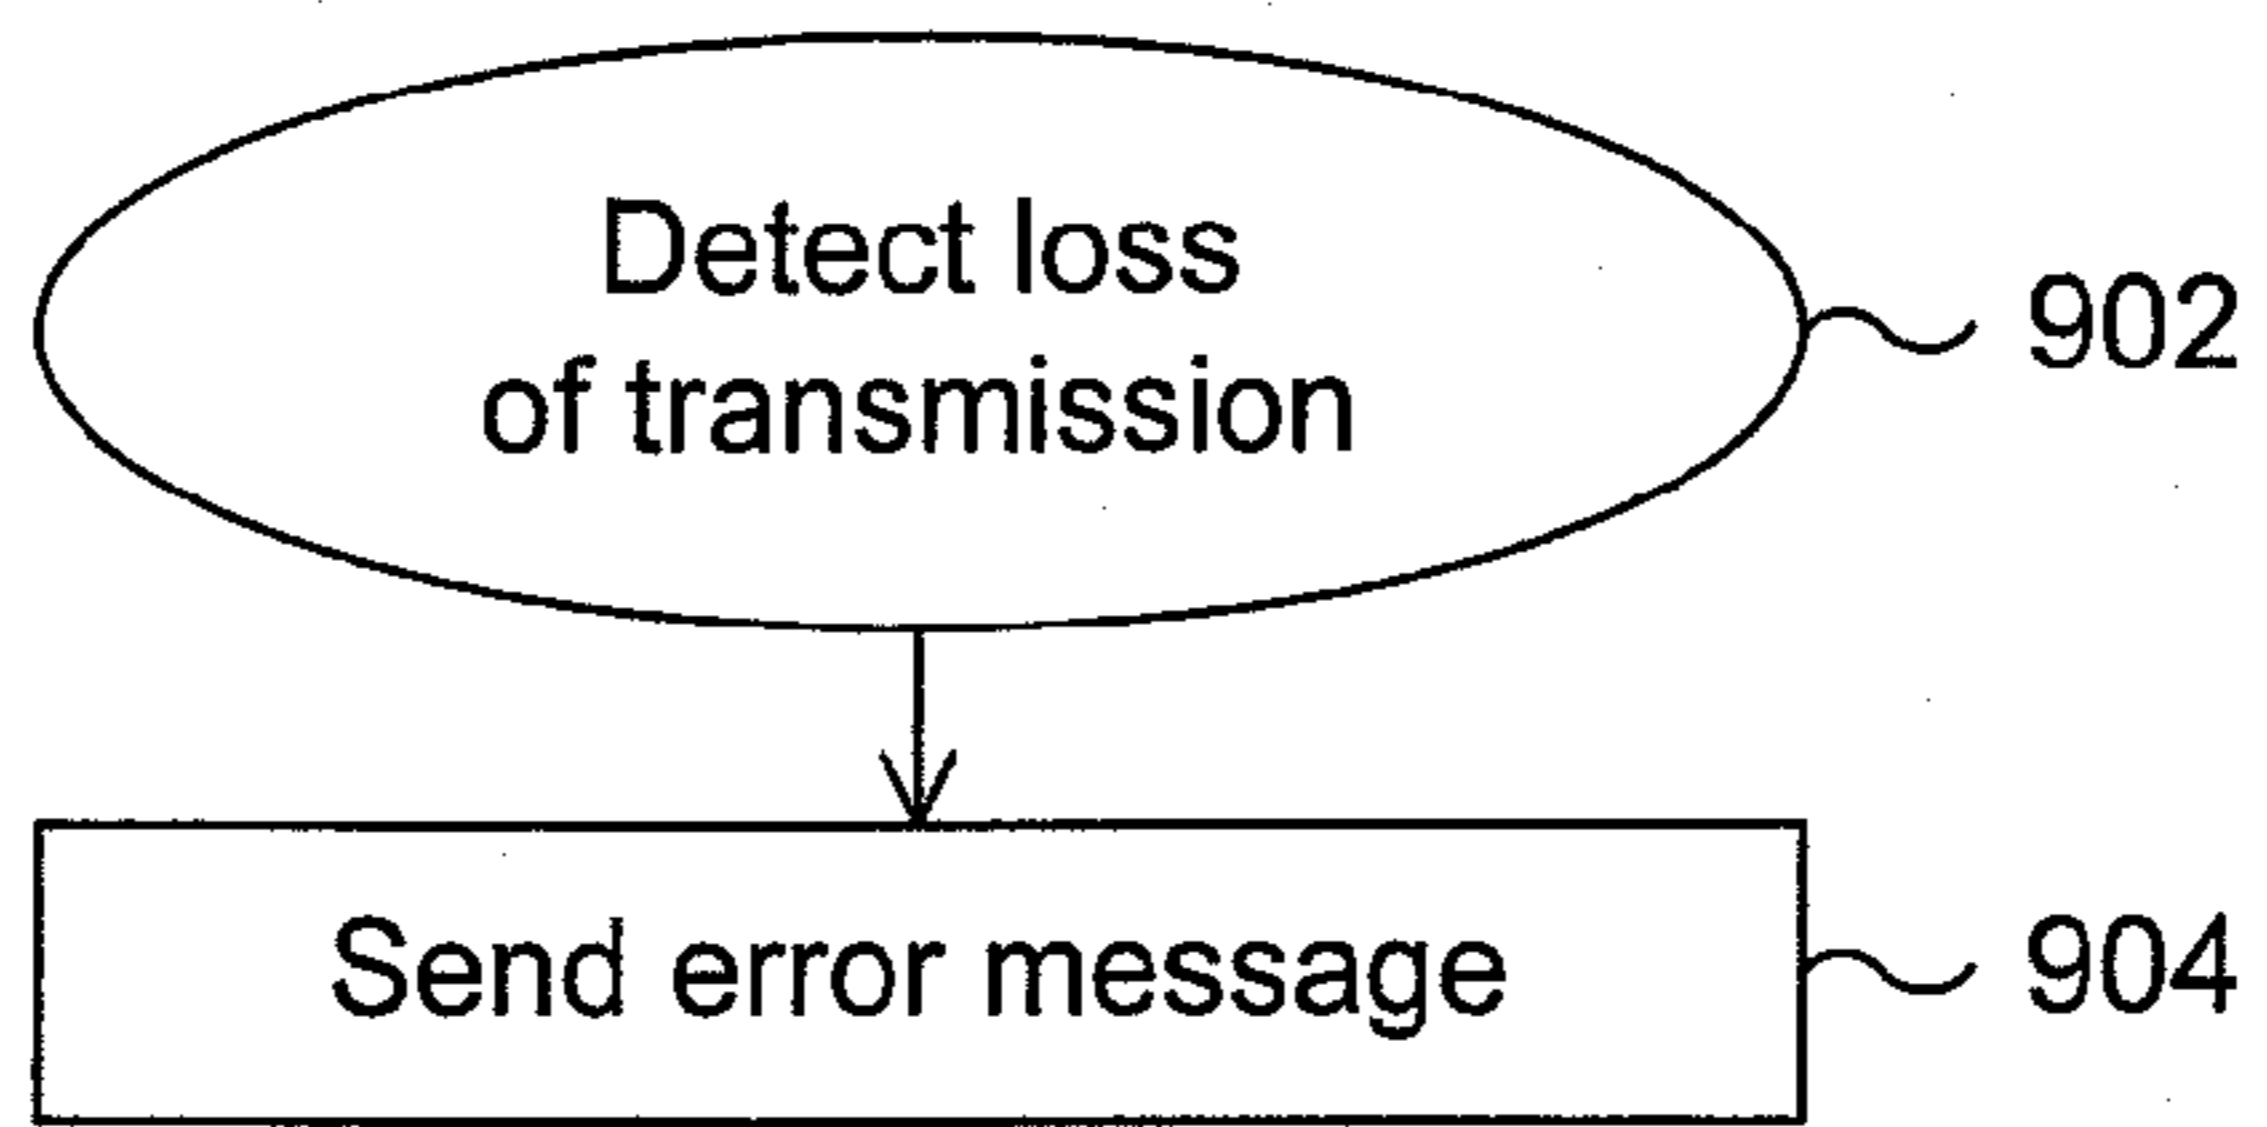 Detect loss
of transmission
902
Send error message
904